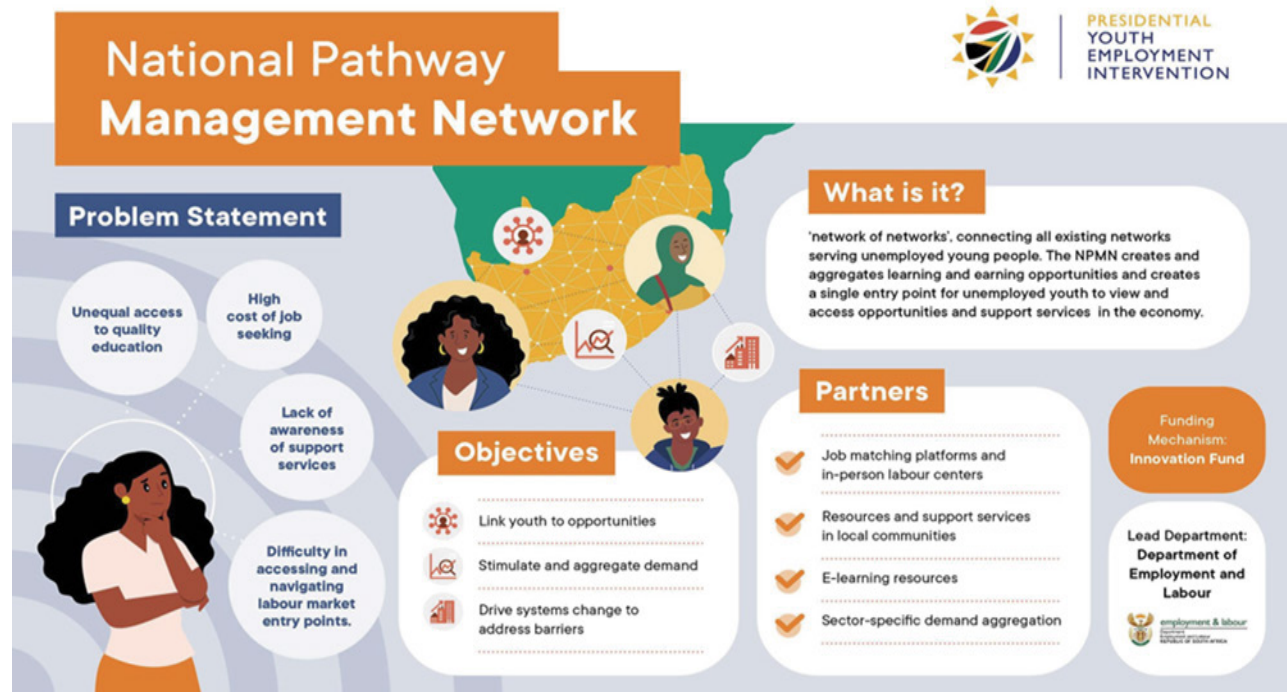 National Pathway
Management Network
PRESIDENTIAL
YOUTH
EMPLOYMENT
INTERVENTION
Problem Statement
Unequal access
to quality
education
High
cost of job
seeking
Lack of
awareness
of support
services
Difficulty in
accessing and
navigating
labour market
entry points.
Objectives
Link youth to opportunities
Stimulate and aggregate demand
Drive systems change to
address barriers
What is it?
'network of networks', connecting all existing networks
serving unemployed young people. The NPMN creates and
aggregates learning and earning opportunities and creates
a single entry point for unemployed youth to view and
access opportunities and support services in the economy.
Partners
Job matching platforms and
in-person labour centers
Resources and support services
in local communities
E-learning resources
Sector-specific demand aggregation
Funding
Mechanism:
Innovation Fund
Lead Department:
Department of
Employment and
Labour
employment & labour
Department:
Employment and Labour
REPUBLIC OF SOUTH AFRICA